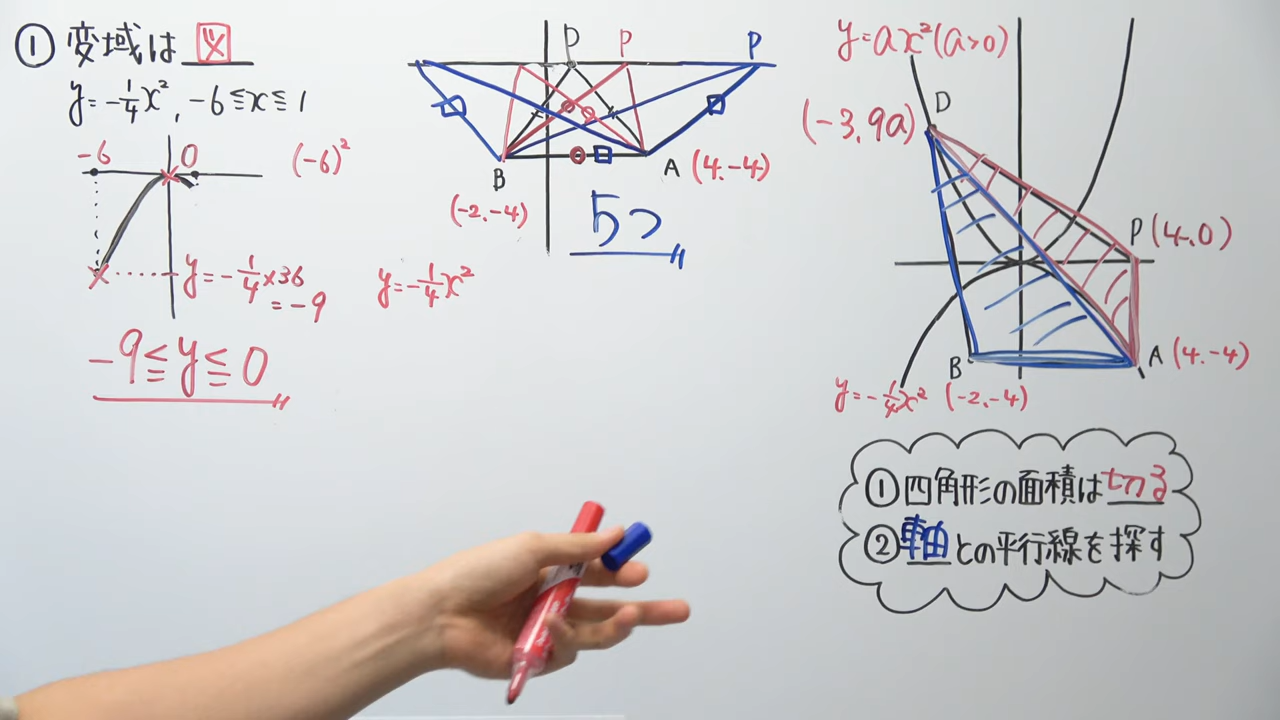 ① 変域は 図
y=-1/4x², -6≦x≦1
-6
0
(-6)²
y=-1/4×36
=-9
-9≦y≦0
y=-1/4x²
P
P
P
B
A (4.-4)
(-2.-4)
5つ
y=ax²(a>0)
D
(-3.9a)
P(4.0)
B
A (4.-4)
y=-1/4x²
(-2.-4)
①四角形の面積は切る
②軸との平行線を探す